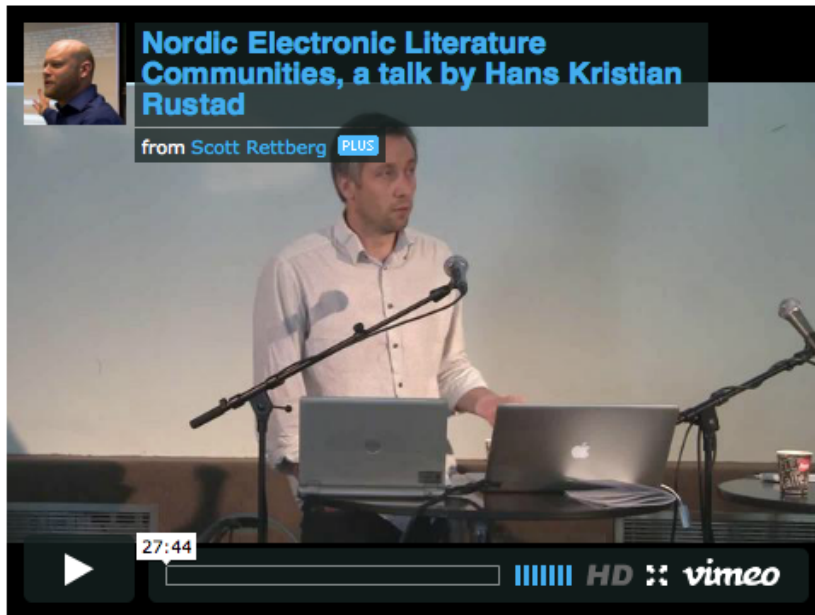 Nordic Electronic Literature
Communities, a talk by Hans Kristian
Rustad
from Scott Rettberg PLUS
27:44
HD vimeo